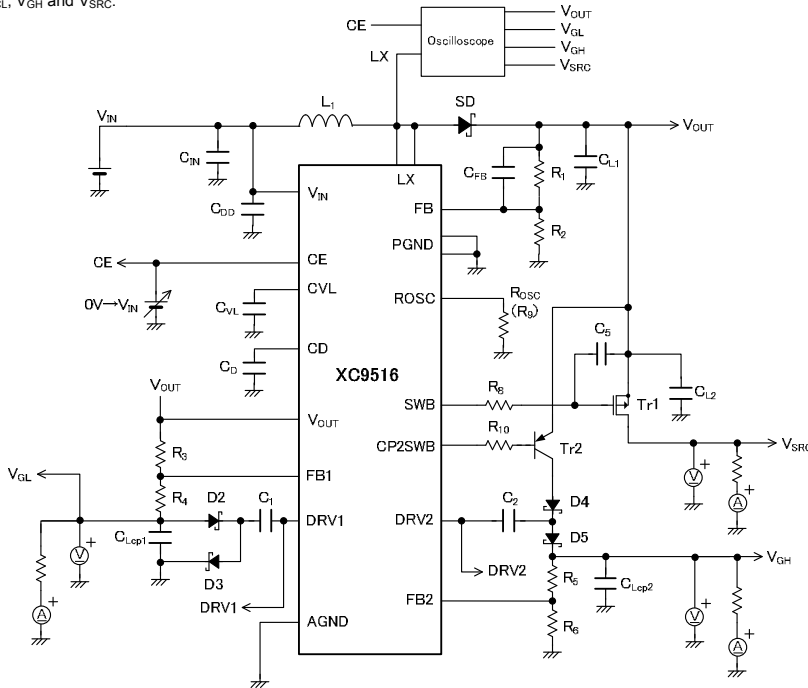 CL, VGH and VSRC.
VOUT
CE
VGL
Oscilloscope
VGH
LX
VSRC
L1
SD
VIN
VOUT
CIN
CFB
R1
CL1
LX
VIN
FB
CDD
R2
PGND
CE
CE
CVL
ROSC
ROSC
(R9)
0V→VIN
CVL
C5
CD
CD
XC9516
R8
VOUT
SWB
Tr1
CL2
VOUT
R10
R3
CP2SWB
Tr2
VSRC
FB1
VGL
R4
D2
C1
C2
D4
V +
A +
CLcp1
DRV1
DRV2
D5
V +
VGH
D3
DRV2
R5
CLcp2
A +
DRV1
FB2
AGND
R6
V +
A +